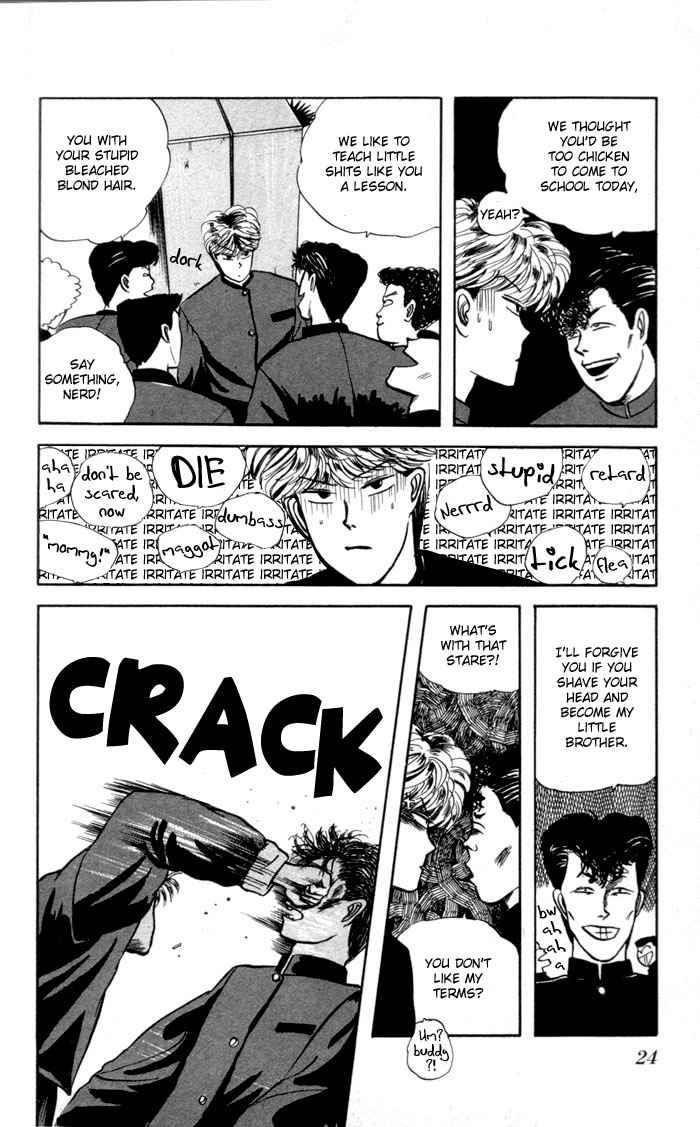 WE THOUGHT
YOU'D BE
TOO CHICKEN
TO COME TO
SCHOOL TODAY,
YEAH?
WE LIKE TO
TEACH LITTLE
SHITS LIKE YOU
A LESSON.
YOU WITH
YOUR STUPID
BLEACHED
BLOND HAIR.
dork
SAY
SOMETHING,
NERD!
retard
stupid
Nerrrd
flea
tick
DIE
dumbass
maggot
don't be
scared,
now
aha
ha
"mommy!"
IRRITATE IRRITATE IRRITATE
I'LL FORGIVE
YOU IF YOU
SHAVE YOUR
HEAD AND
BECOME MY
LITTLE
BROTHER.
bw
ah
ah
a
WHAT'S
WITH THAT
STARE?!
YOU DON'T
LIKE MY
TERMS?
Um?
buddy
?!
CRACK
24